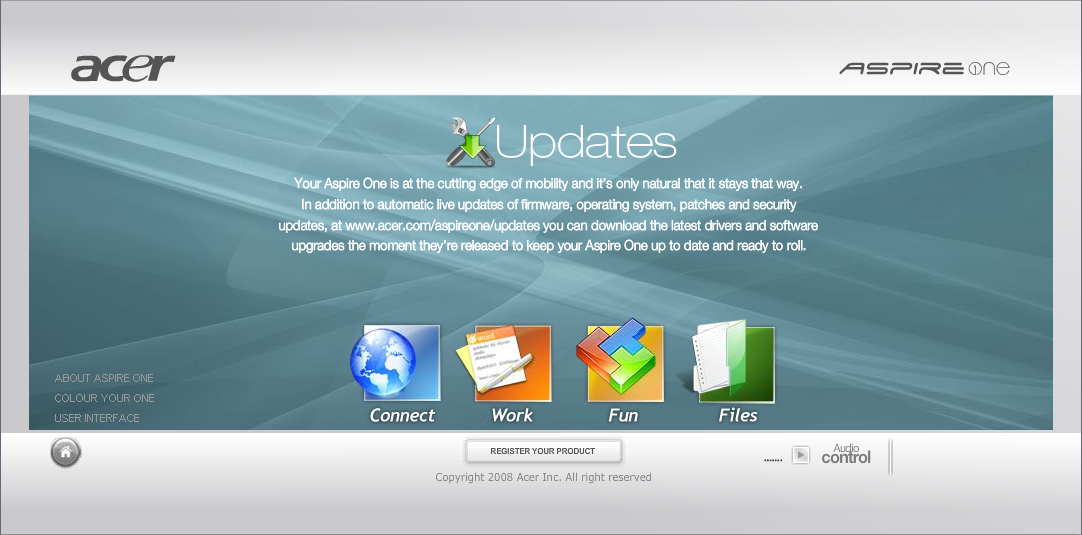 acer
ASPIRE one
Updates
Your Aspire One is at the cutting edge of mobility and it's only natural that it stays that way.
In addition to automatic live updates of firmware, operating system, patches and security
updates, at www.acer.com/aspireone/updates you can download the latest drivers and software
upgrades the moment they're released to keep your Aspire One up to date and ready to roll.
word
Connect Work Fun Files
ABOUT ASPIRE ONE
COLOUR YOUR ONE
USER INTERFACE
REGISTER YOUR PRODUCT
....... Audio
control
Copyright 2008 Acer Inc. All right reserved